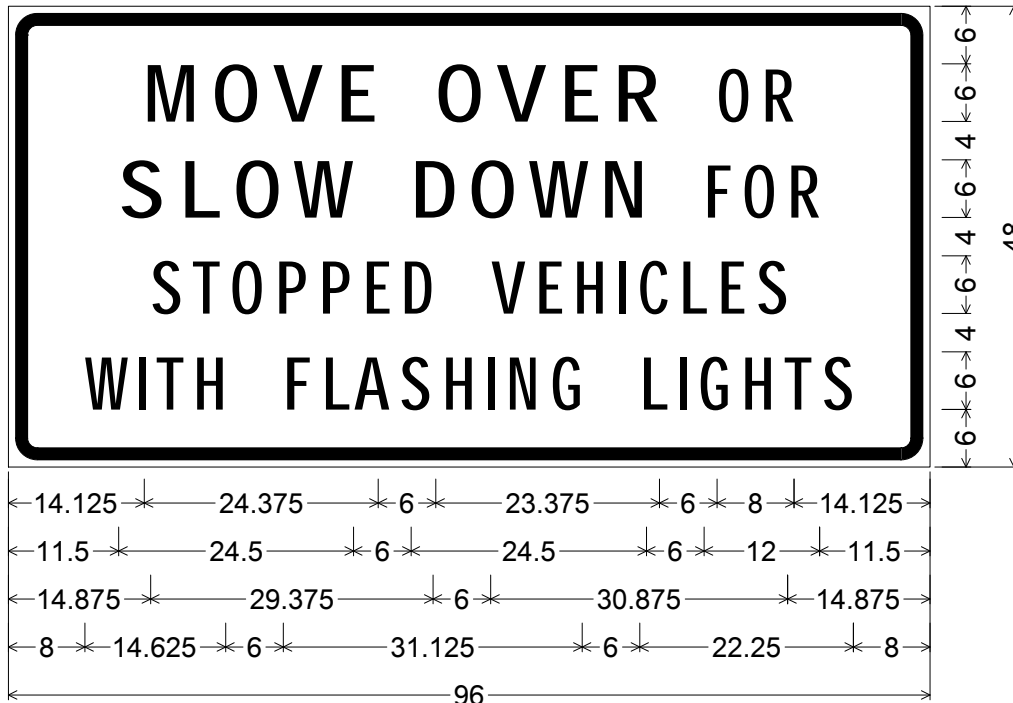 MOVE OVER OR
SLOW DOWN FOR
STOPPED VEHICLES
WITH FLASHING LIGHTS
6
6
4
6
4
6
4
6
6
48
14.125 24.375 6 23.375 6 8 14.125
11.5 24.5 6 24.5 6 12 11.5
14.875 29.375 6 30.875 14.875
8 14.625 6 31.125 6 22.25 8
96